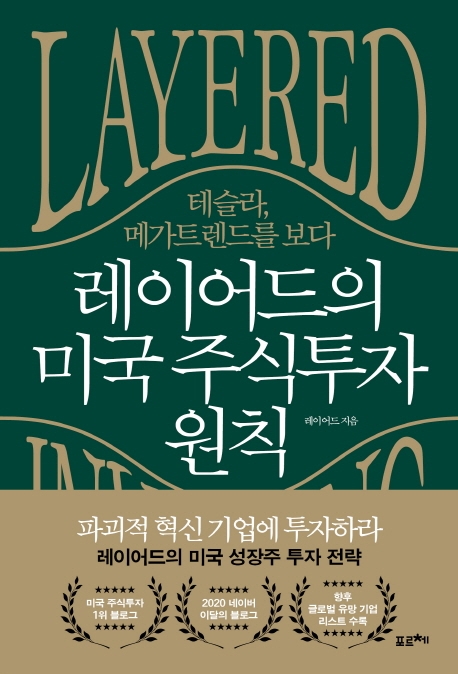 LAYERED
테슬라,
메가트렌드를 보다
레이어드의
미국 주식투자
원칙
레이어드 지음
파괴적 혁신 기업에 투자하라
레이어드의 미국 성장주 투자 전략
미국 주식투자
1위 블로그
2020 네이버
이달의 블로그
향후
글로벌 유망 기업
리스트 수록
포르체